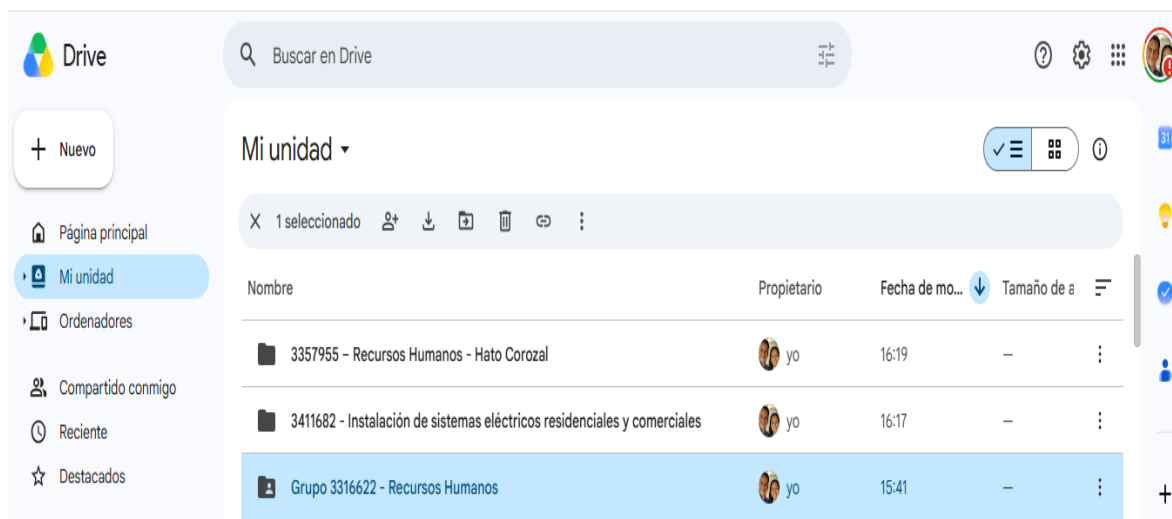 Drive
Buscar en Drive
Nuevo
Mi unidad
1 seleccionado
Página principal
Mi unidad
Ordenadores
Compartido conmigo
Reciente
Destacados
Nombre Propietario Fecha de mo... Tamaño de a
3357955 – Recursos Humanos - Hato Corozal yo 16:19 –
3411682 - Instalación de sistemas eléctricos residenciales y comerciales yo 16:17 –
Grupo 3316622 - Recursos Humanos yo 15:41 –
31